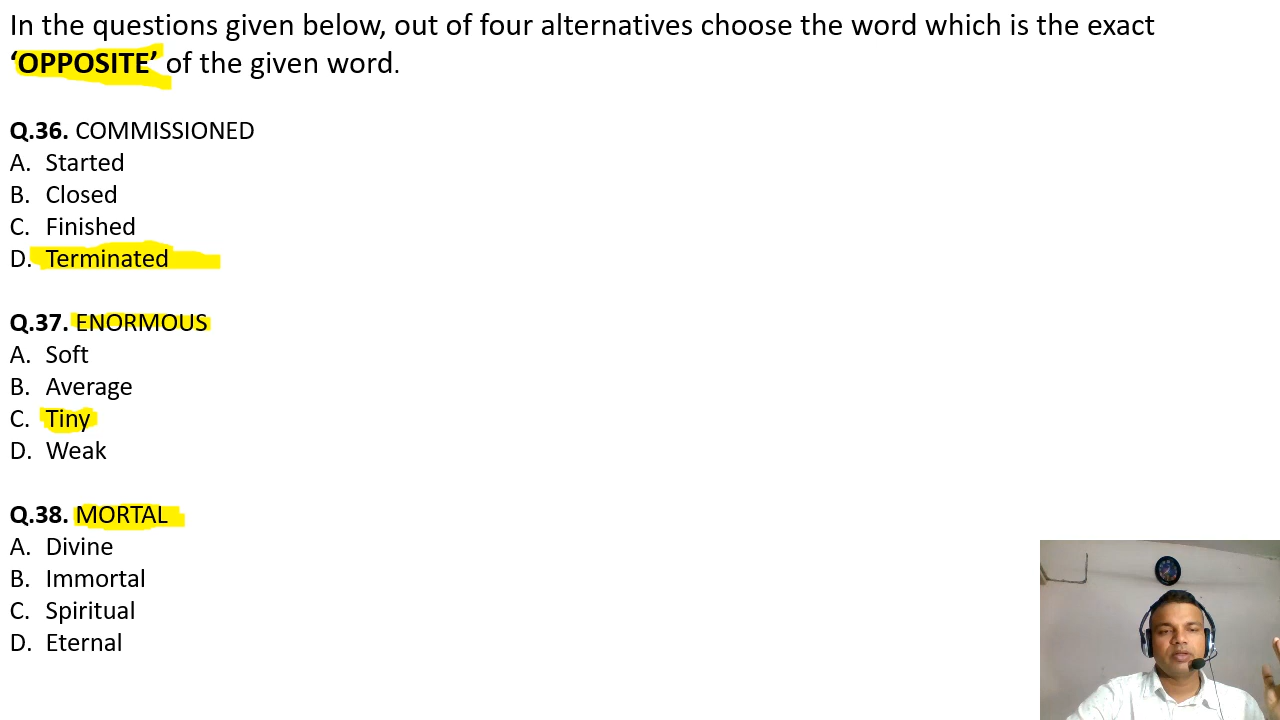 In the questions given below, out of four alternatives choose the word which is the exact
‘OPPOSITE’ of the given word.
Q.36. COMMISSIONED
A. Started
B. Closed
C. Finished
D. Terminated
Q.37. ENORMOUS
A. Soft
B. Average
C. Tiny
D. Weak
Q.38. MORTAL
A. Divine
B. Immortal
C. Spiritual
D. Eternal